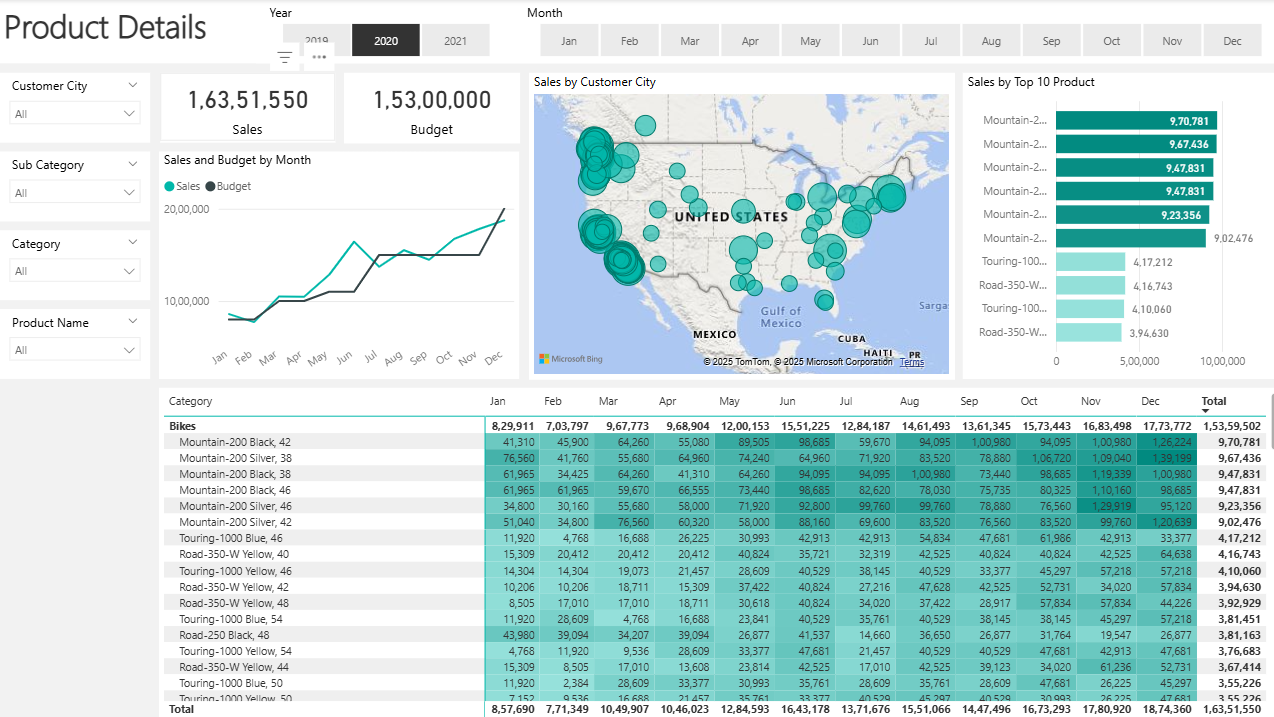 Product Details
Year
2019
2020
2021
Month
Jan Feb Mar Apr May Jun Jul Aug Sep Oct Nov Dec
Customer City
All
Sub Category
All
Category
All
Product Name
All
1,63,51,550
Sales
1,53,00,000
Budget
Sales and Budget by Month
Sales Budget
20,00,000
10,00,000
Jan Feb Mar Apr May Jun Jul Aug Sep Oct Nov Dec
Sales by Customer City
UNITED STATES
Gulf of
Mexico
MEXICO
CUBA
HAITI
PR
Sarga
Microsoft Bing
© 2025 TomTom, © 2025 Microsoft Corporation Terms
Sales by Top 10 Product
Mountain-2... 9,70,781
Mountain-2... 9,67,436
Mountain-2... 9,47,831
Mountain-2... 9,47,831
Mountain-2... 9,23,356
Mountain-2... 9,02,476
Touring-100... 4,17,212
Road-350-W... 4,16,743
Touring-100... 4,10,060
Road-350-W... 3,94,630
0 5,00,000 10,00,000
Category Jan Feb Mar Apr May Jun Jul Aug Sep Oct Nov Dec Total
Bikes 8,29,911 7,03,797 9,67,773 9,68,904 12,00,153 15,51,225 12,84,187 14,61,493 13,61,345 15,73,443 16,83,498 17,73,772 1,53,59,502
Mountain-200 Black, 42 41,310 45,900 64,260 55,080 89,505 98,685 59,670 94,095 1,00,980 94,095 1,00,980 1,26,224 9,70,781
Mountain-200 Silver, 38 76,560 41,760 55,680 64,960 74,240 64,960 71,920 83,520 78,880 1,06,720 1,09,040 1,39,199 9,67,436
Mountain-200 Black, 38 61,965 34,425 64,260 41,310 64,260 94,095 94,095 1,00,980 73,440 98,685 1,19,339 1,00,980 9,47,831
Mountain-200 Black, 46 61,965 61,965 59,670 66,555 73,440 98,685 82,620 78,030 75,735 80,325 1,10,160 98,685 9,47,831
Mountain-200 Silver, 46 34,800 30,160 55,680 58,000 71,920 92,800 99,760 99,760 78,880 76,560 1,29,919 95,120 9,23,356
Mountain-200 Silver, 42 51,040 34,800 76,560 60,320 58,000 88,160 69,600 83,520 76,560 83,520 99,760 1,20,639 9,02,476
Touring-1000 Blue, 46 11,920 4,768 16,688 26,225 30,993 42,913 42,913 54,834 47,681 61,986 42,913 33,377 4,17,212
Road-350-W Yellow, 40 15,309 20,412 20,412 20,412 40,824 35,721 32,319 42,525 40,824 40,824 42,525 64,638 4,16,743
Touring-1000 Yellow, 46 14,304 14,304 19,073 21,457 28,609 40,529 38,145 40,529 33,377 45,297 57,218 57,218 4,10,060
Road-350-W Yellow, 42 10,206 10,206 18,711 15,309 37,422 40,824 27,216 47,628 42,525 52,731 34,020 57,834 3,94,630
Road-350-W Yellow, 48 8,505 17,010 17,010 18,711 30,618 40,824 34,020 37,422 28,917 57,834 57,834 44,226 3,92,929
Touring-1000 Blue, 54 11,920 28,609 4,768 16,688 23,841 40,529 35,761 40,529 38,145 38,145 45,297 57,218 3,81,451
Road-250 Black, 48 43,980 39,094 34,207 39,094 26,877 41,537 14,660 36,650 26,877 31,764 19,547 26,877 3,81,163
Touring-1000 Yellow, 54 4,768 11,920 9,536 28,609 33,377 47,681 21,457 40,529 40,529 47,681 42,913 47,681 3,76,683
Road-350-W Yellow, 44 15,309 8,505 17,010 13,608 23,814 42,525 17,010 42,525 39,123 34,020 61,236 52,731 3,67,414
Touring-1000 Blue, 50 11,920 2,384 28,609 33,377 30,993 35,761 28,609 35,761 28,609 47,681 26,225 45,297 3,55,226
Touring-1000 Yellow, 50 7,152 9,536 16,688 21,457 35,761 33,377 40,529 45,297 40,529 30,993 26,225 47,681 3,55,226
Total 8,57,690 7,71,349 10,49,907 10,46,023 12,84,593 16,43,178 13,71,676 15,51,066 14,47,496 16,73,293 17,80,920 18,74,360 1,63,51,550